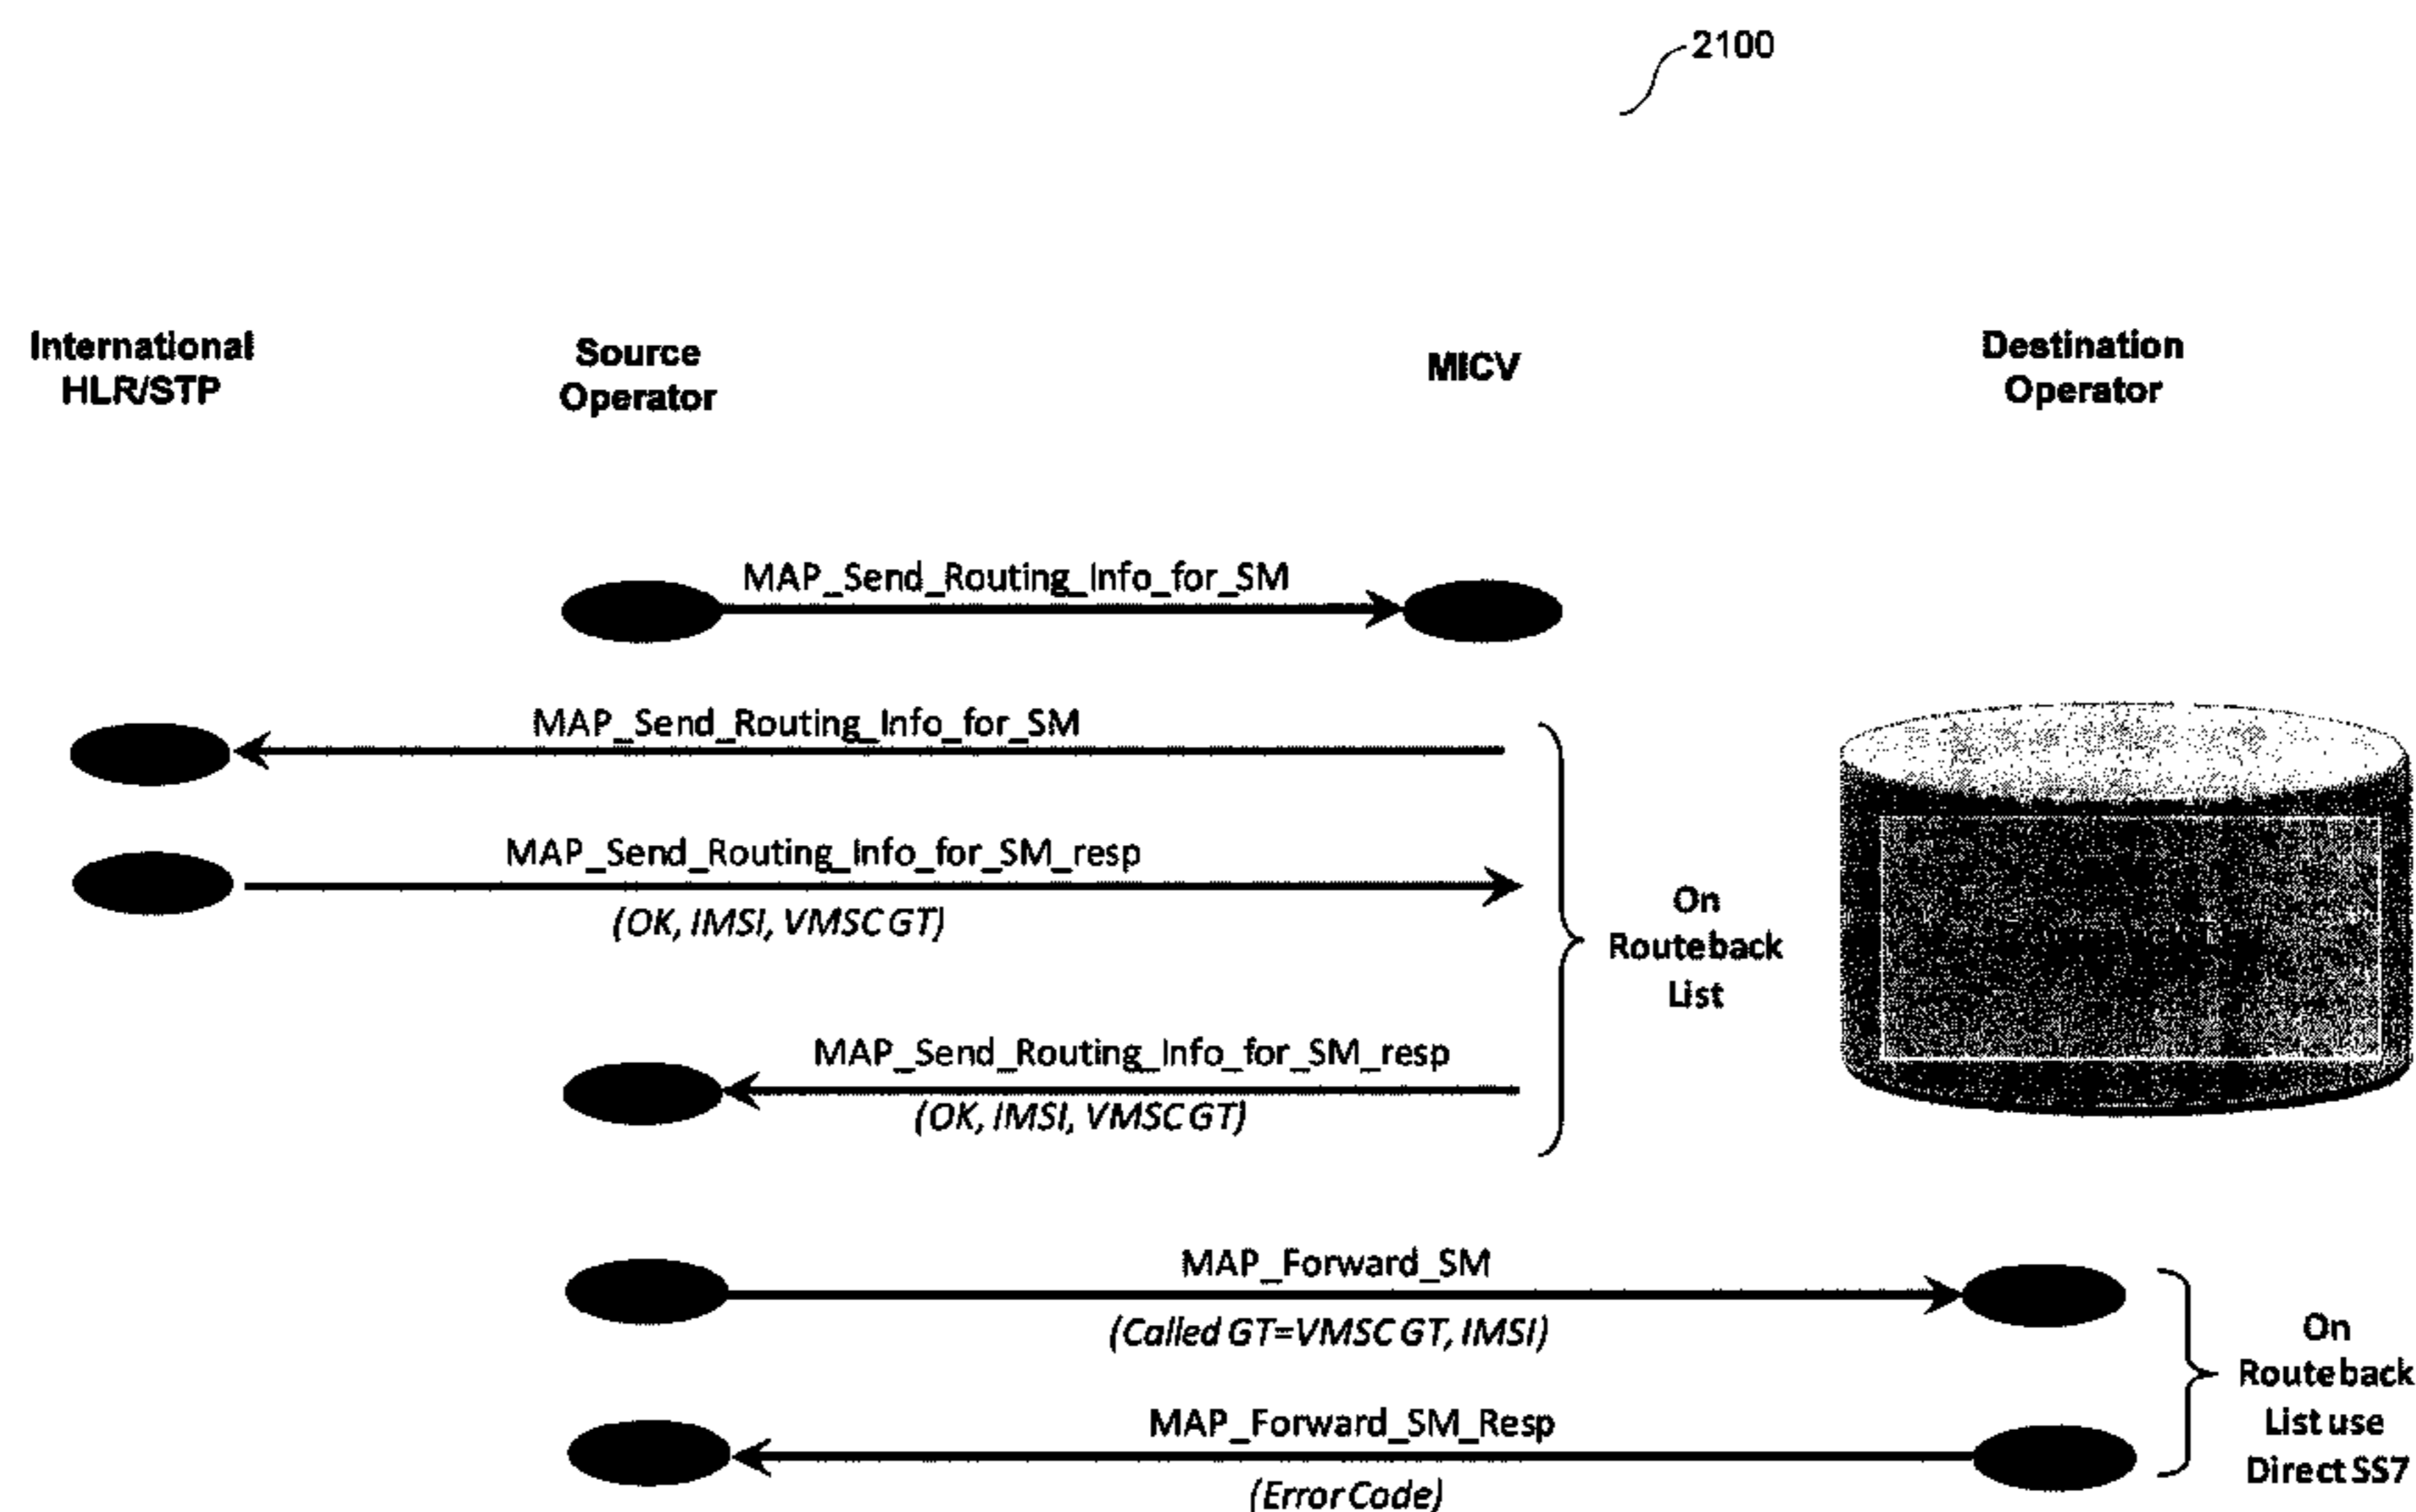 2100
International
HLR/STP
Source
Operator
MICV
Destination
Operator
MAP_Send_Routing_Info_for_SM
MAP_Send_Routing_Info_for_SM
MAP_Send_Routing_Info_for_SM_resp
(OK, IMSI, VMSC GT)
On
Routeback
List
MAP_Send_Routing_Info_for_SM_resp
(OK, IMSI, VMSC GT)
MAP_Forward_SM
(Called GT=VMSC GT, IMSI)
On
Routeback
List use
Direct SS7
MAP_Forward_SM_Resp
(Error Code)